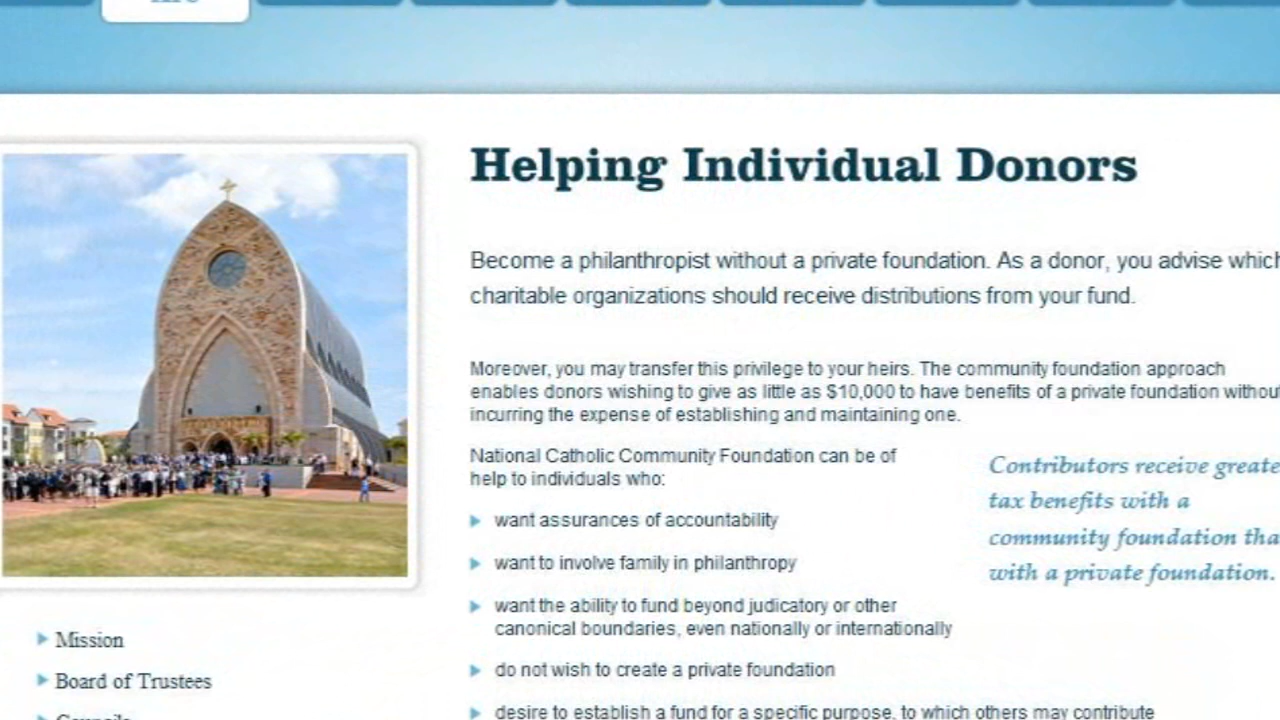 Helping Individual Donors
Become a philanthropist without a private foundation. As a donor, you advise which
charitable organizations should receive distributions from your fund.
Moreover, you may transfer this privilege to your heirs. The community foundation approach
enables donors wishing to give as little as $10,000 to have benefits of a private foundation without
incurring the expense of establishing and maintaining one.
National Catholic Community Foundation can be of
help to individuals who:
want assurances of accountability
want to involve family in philanthropy
want the ability to fund beyond judicatory or other
canonical boundaries, even nationally or internationally
do not wish to create a private foundation
desire to establish a fund for a specific purpose, to which others may contribute
Contributors receive greate
tax benefits with a
community foundation tha
with a private foundation.
Mission
Board of Trustees
Councils